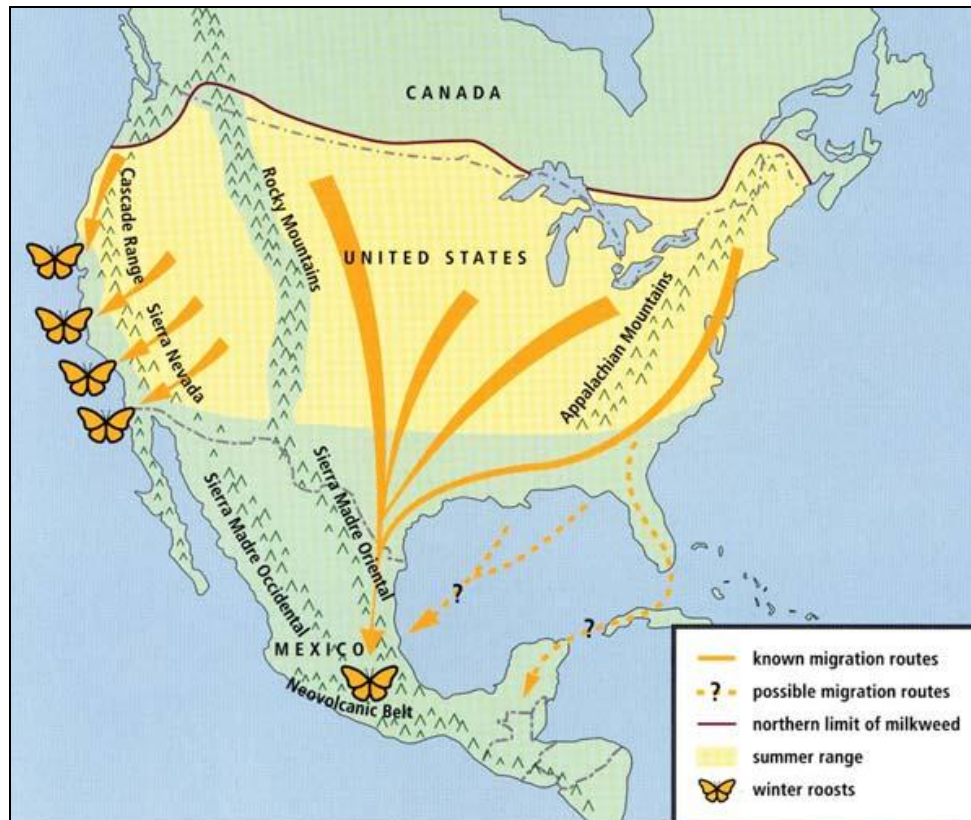 CANADA
Cascade Range
Rocky Mountains
UNITED STATES
Sierra Nevada
Appalachian Mountains
Sierra Madre Occidental
Sierra Madre Oriental
?
?
MEXICO
Neovolcanic Belt
known migration routes
? possible migration routes
northern limit of milkweed
summer range
winter roosts